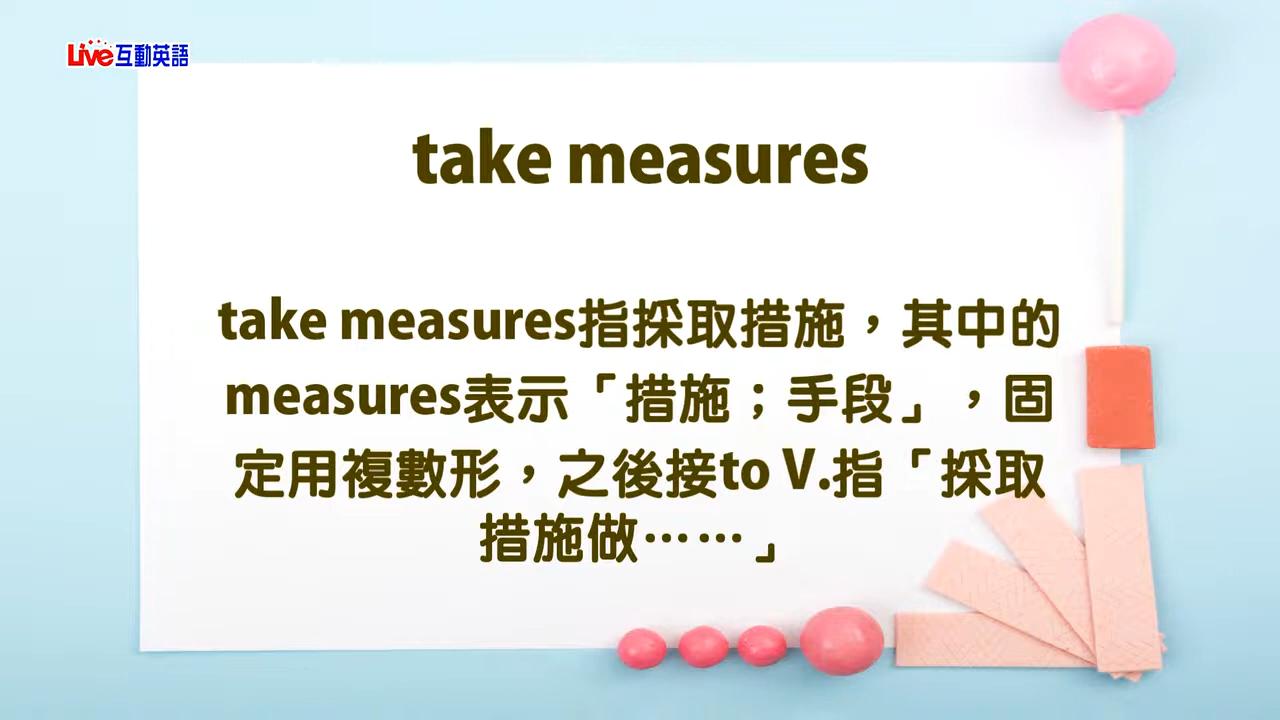 Live互動英語
take measures
take measures指採取措施，其中的
measures表示「措施；手段」，固
定用複數形，之後接to V.指「採取
措施做……」